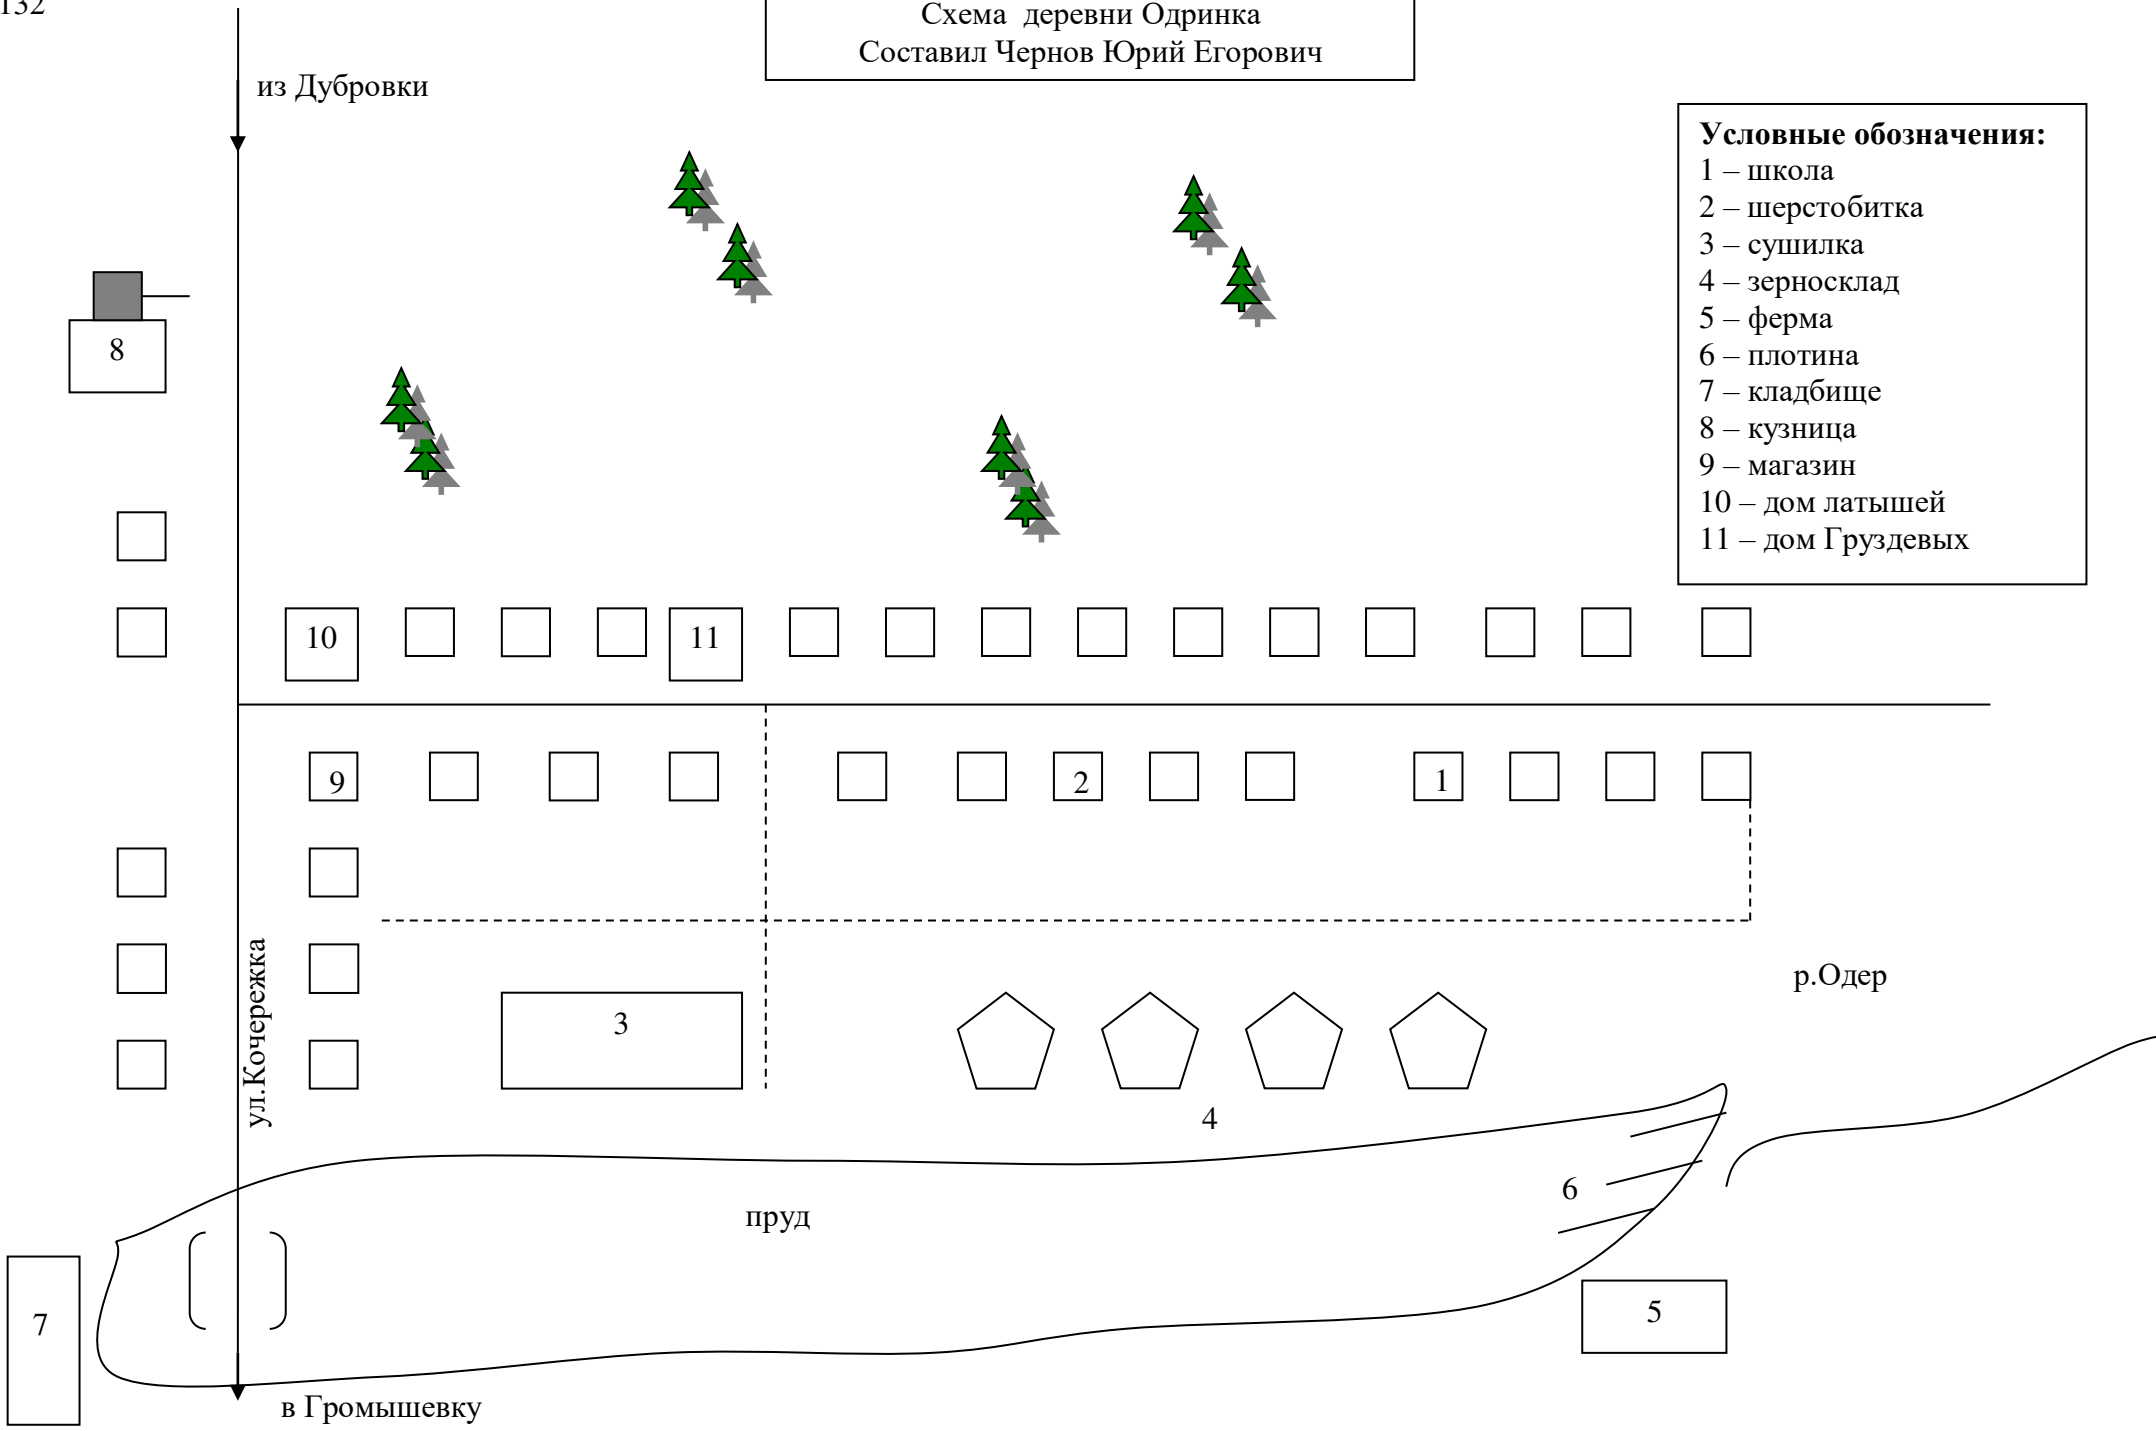 132
Схема деревни Одринка
Составил Чернов Юрий Егорович
из Дубровки
Условные обозначения:
1 – школа
2 – шерстобитка
3 – сушилка
4 – зерносклад
5 – ферма
6 – плотина
7 – кладбище
8 – кузница
9 – магазин
10 – дом латышей
11 – дом Груздевых
8
10
11
9
2
1
ул.Кочережка
р.Одер
3
4
6
пруд
5
7
в Громышевку